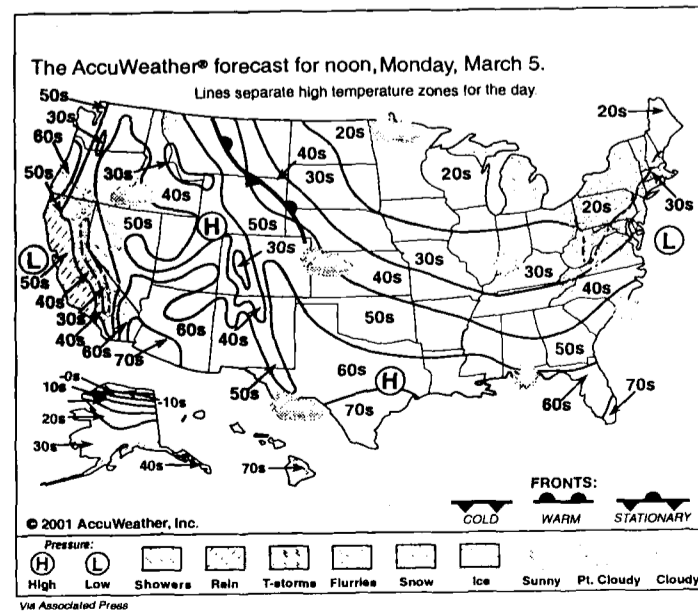 The AccuWeather® forecast for noon, Monday, March 5.
Lines separate high temperature zones for the day.
50s
30s
60s
50s
30s
40s
20s
40s
30s
20s
20s
20s
30s
50s
H
50s
30s
L
50s
40s
30s
40s
60s
70s
60s
40s
50s
40s
30s
30s
40s
L
50s
50s
60s
H
70s
60s
70s
-0s
10s
-10s
20s
30s
40s
70s
FRONTS:
COLD WARM STATIONARY
© 2001 AccuWeather, Inc.
Pressure:
H L
High Low Showers Rain T-storms Flurries Snow Ice Sunny Pt. Cloudy Cloudy
Via Associated Press